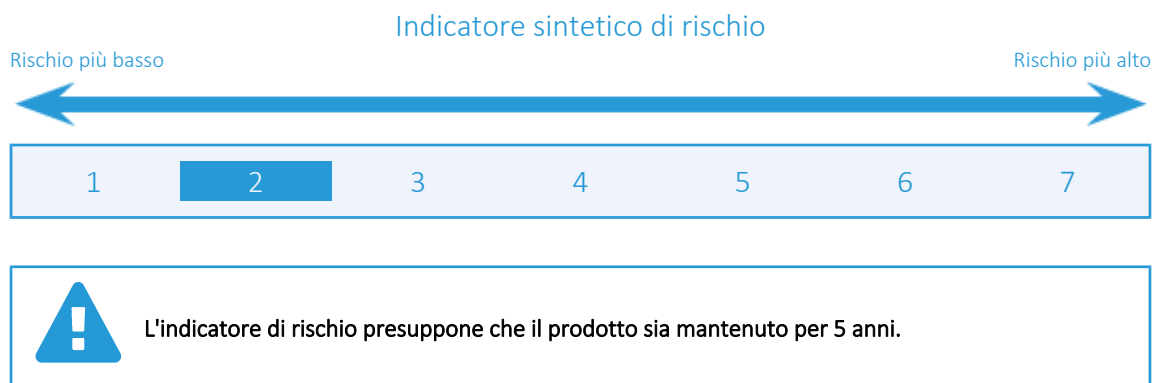 Indicatore sintetico di rischio
Rischio più basso
Rischio più alto
1 2 3 4 5 6 7
L'indicatore di rischio presuppone che il prodotto sia mantenuto per 5 anni.